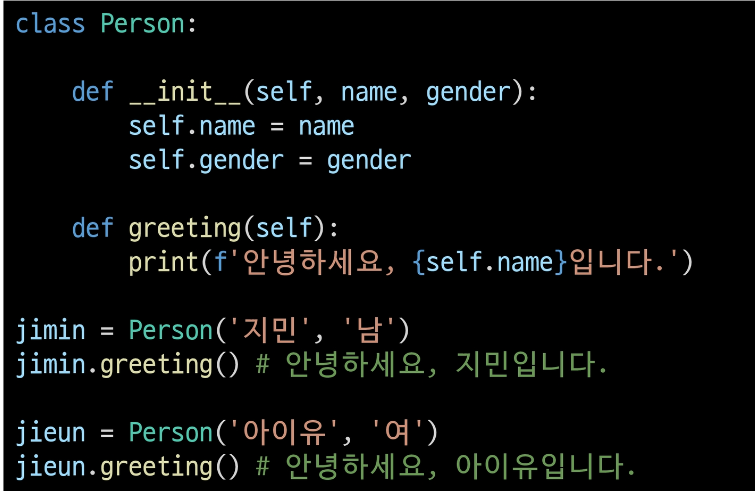 class Person:
    def __init__(self, name, gender):
        self.name = name
        self.gender = gender
    def greeting(self):
        print(f'안녕하세요, {self.name}입니다.')
jimin = Person('지민', '남')
jimin.greeting() # 안녕하세요, 지민입니다.
jieun = Person('아이유', '여')
jieun.greeting() # 안녕하세요, 아이유입니다.